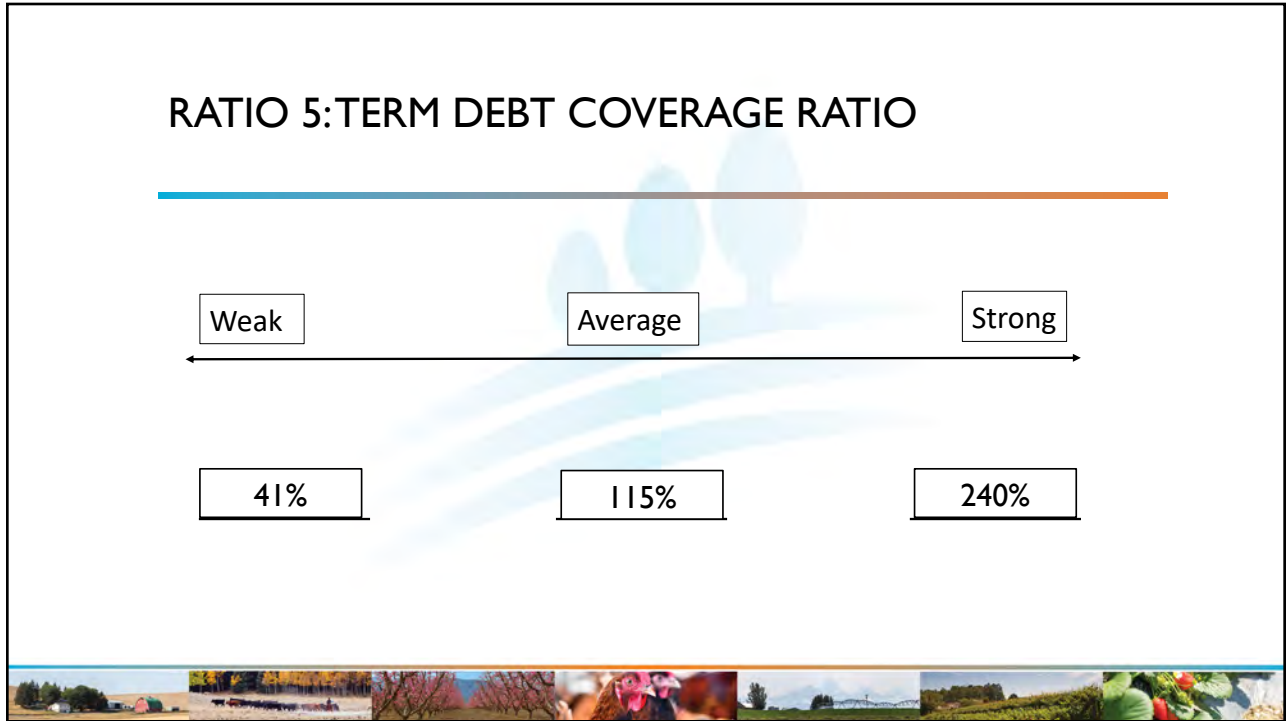 RATIO 5: TERM DEBT COVERAGE RATIO
Weak Average Strong
41% 115% 240%